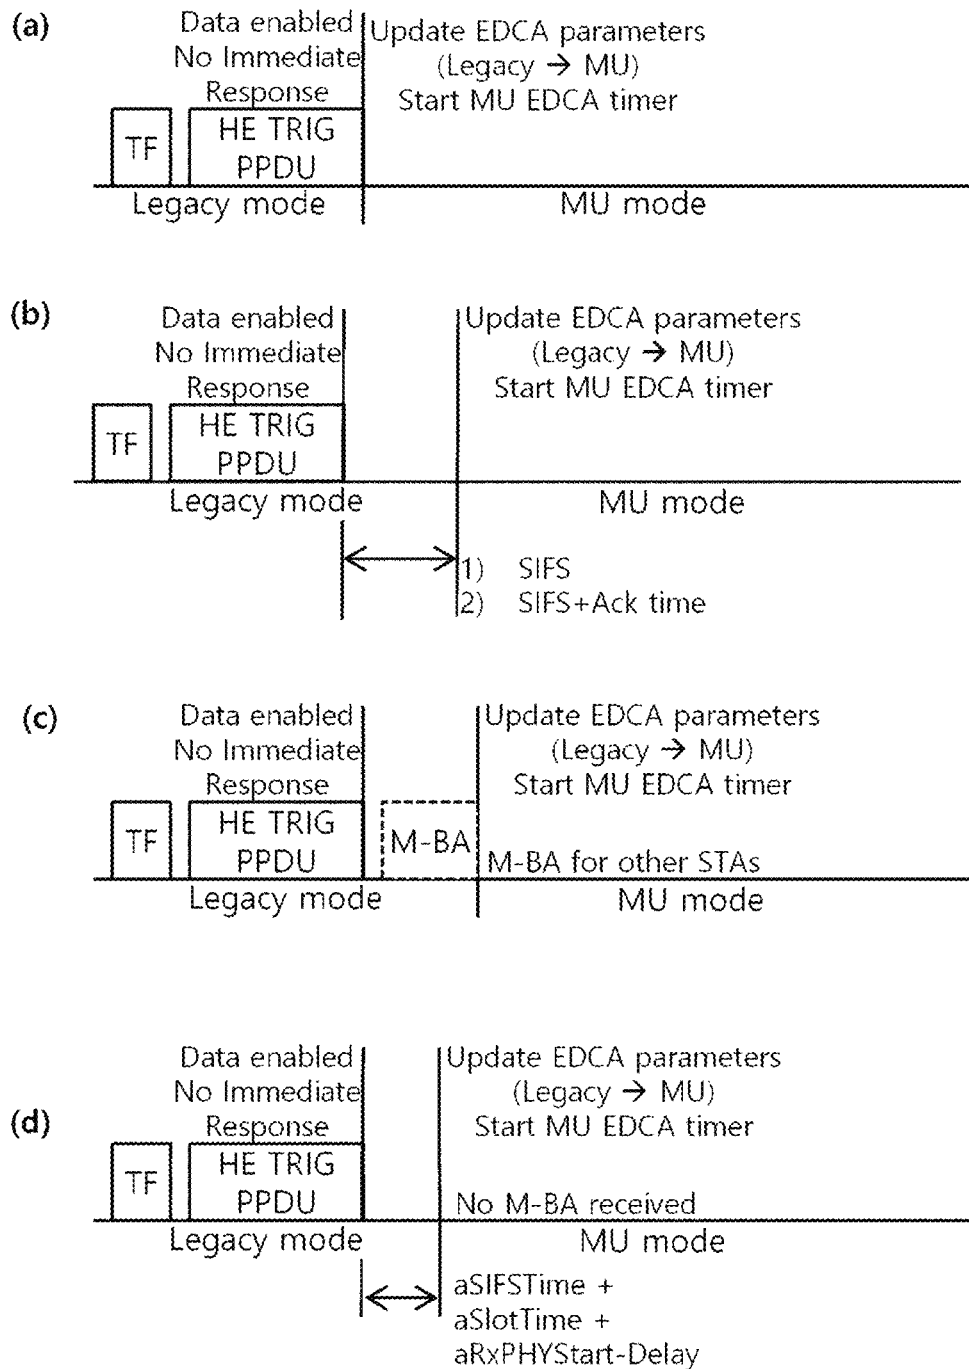 (a)
Data enabled
No Immediate
Response
Update EDCA parameters
(Legacy → MU)
Start MU EDCA timer
TF
HE TRIG
PPDU
Legacy mode
MU mode
(b)
Data enabled
No Immediate
Response
Update EDCA parameters
(Legacy → MU)
Start MU EDCA timer
TF
HE TRIG
PPDU
Legacy mode
MU mode
1) SIFS
2) SIFS+Ack time
(c)
Data enabled
No Immediate
Response
Update EDCA parameters
(Legacy → MU)
Start MU EDCA timer
TF
HE TRIG
PPDU
M-BA
M-BA for other STAs
Legacy mode
MU mode
(d)
Data enabled
No Immediate
Response
Update EDCA parameters
(Legacy → MU)
Start MU EDCA timer
TF
HE TRIG
PPDU
No M-BA received
Legacy mode
MU mode
aSIFSTime +
aSlotTime +
aRxPHYStart-Delay